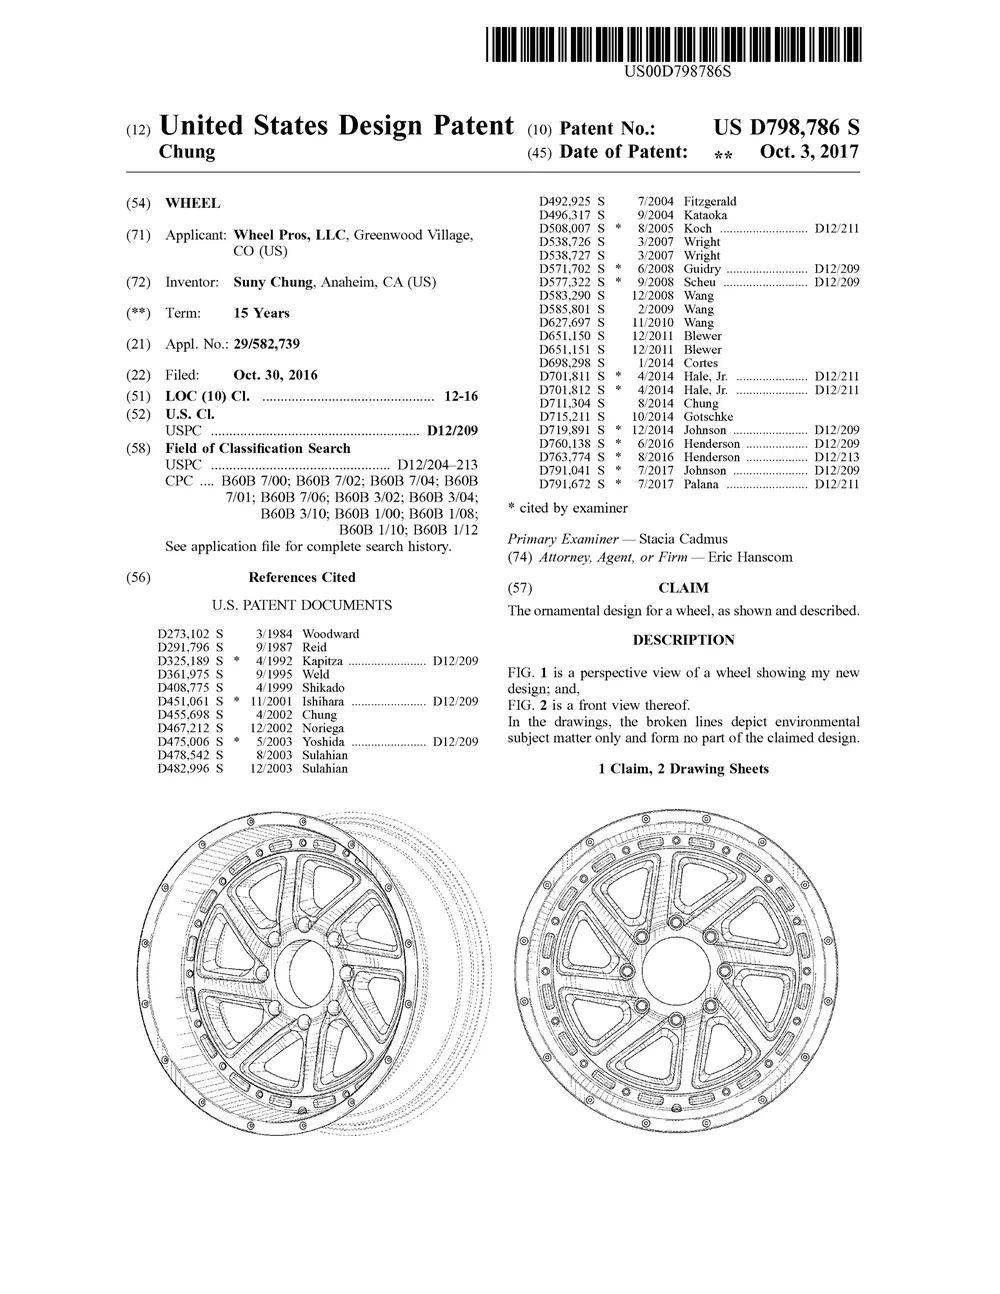 US00D798786S
(12) United States Design Patent
Chung
(10) Patent No.: US D798,786 S
(45) Date of Patent: ** Oct. 3, 2017
(54) WHEEL
(71) Applicant: Wheel Pros, LLC, Greenwood Village,
CO (US)
(72) Inventor: Suny Chung, Anaheim, CA (US)
(**) Term: 15 Years
(21) Appl. No.: 29/582,739
(22) Filed: Oct. 30, 2016
(51) LOC (10) Cl. ............................................. 12-16
(52) U.S. Cl.
USPC ....................................................... D12/209
(58) Field of Classification Search
USPC ............................................... D12/204–213
CPC .... B60B 7/00; B60B 7/02; B60B 7/04; B60B
7/01; B60B 7/06; B60B 3/02; B60B 3/04;
B60B 3/10; B60B 1/00; B60B 1/08;
B60B 1/10; B60B 1/12
See application file for complete search history.
(56) References Cited
U.S. PATENT DOCUMENTS
D273,102 S 3/1984 Woodward
D291,796 S 9/1987 Reid
D325,189 S * 4/1992 Kapitza ........................ D12/209
D361,975 S 9/1995 Weld
D408,775 S 4/1999 Shikado
D451,061 S * 11/2001 Ishihara ....................... D12/209
D455,698 S 4/2002 Chung
D467,212 S 12/2002 Noriega
D475,006 S * 5/2003 Yoshida ....................... D12/209
D478,542 S 8/2003 Sulahian
D482,996 S 12/2003 Sulahian
D492,925 S 7/2004 Fitzgerald
D496,317 S 9/2004 Kataoka
D508,007 S * 8/2005 Koch ........................... D12/211
D538,726 S 3/2007 Wright
D538,727 S 3/2007 Wright
D571,702 S * 6/2008 Guidry ......................... D12/209
D577,322 S * 9/2008 Scheu .......................... D12/209
D583,290 S 12/2008 Wang
D585,801 S 2/2009 Wang
D627,697 S 11/2010 Wang
D651,150 S 12/2011 Blewer
D651,151 S 12/2011 Blewer
D698,298 S 1/2014 Cortes
D701,811 S * 4/2014 Hale, Jr. ...................... D12/211
D701,812 S * 4/2014 Hale, Jr. ...................... D12/211
D711,304 S 8/2014 Chung
D715,211 S 10/2014 Gotschke
D719,891 S * 12/2014 Johnson ....................... D12/209
D760,138 S * 6/2016 Henderson ................... D12/209
D763,774 S * 8/2016 Henderson ................... D12/213
D791,041 S * 7/2017 Johnson ....................... D12/209
D791,672 S * 7/2017 Palana ......................... D12/211
* cited by examiner
Primary Examiner — Stacia Cadmus
(74) Attorney, Agent, or Firm — Eric Hanscom
(57) CLAIM
The ornamental design for a wheel, as shown and described.
DESCRIPTION
FIG. 1 is a perspective view of a wheel showing my new
design; and,
FIG. 2 is a front view thereof.
In the drawings, the broken lines depict environmental
subject matter only and form no part of the claimed design.
1 Claim, 2 Drawing Sheets